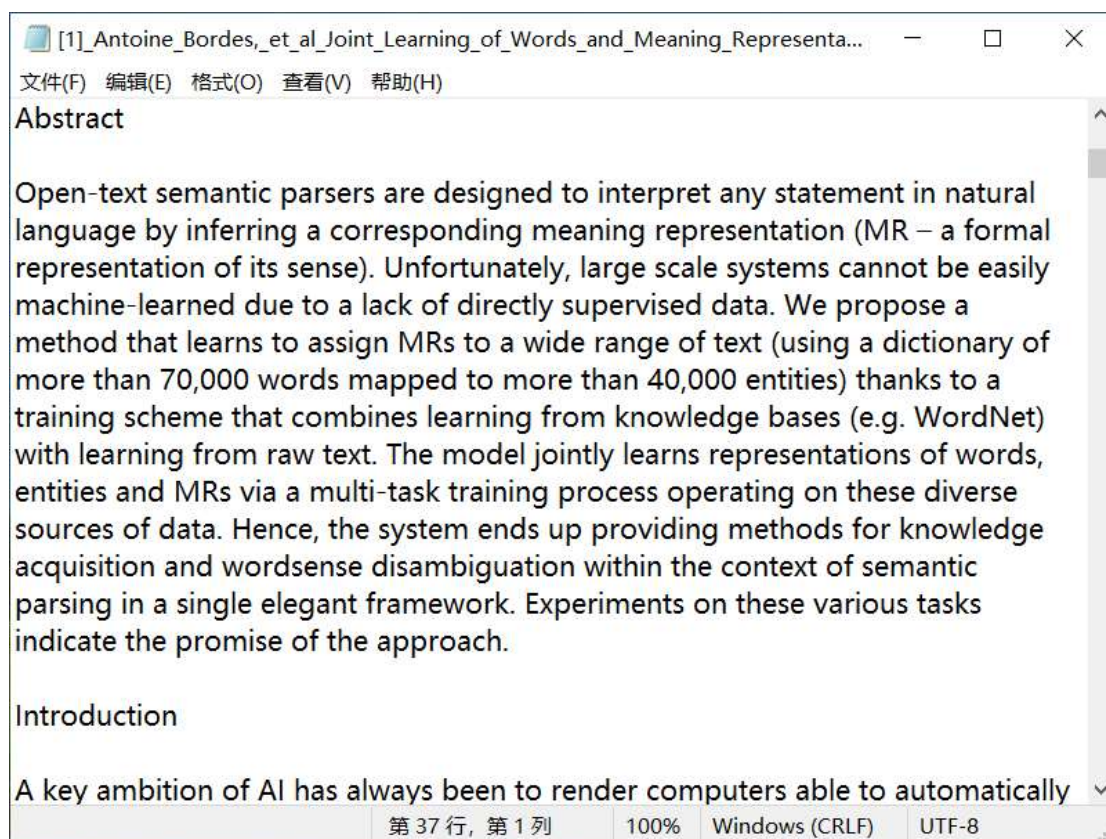 [1]_Antoine_Bordes,_et_al_Joint_Learning_of_Words_and_Meaning_Representa...
文件(F) 编辑(E) 格式(O) 查看(V) 帮助(H)
Abstract
Open-text semantic parsers are designed to interpret any statement in natural
language by inferring a corresponding meaning representation (MR – a formal
representation of its sense). Unfortunately, large scale systems cannot be easily
machine-learned due to a lack of directly supervised data. We propose a
method that learns to assign MRs to a wide range of text (using a dictionary of
more than 70,000 words mapped to more than 40,000 entities) thanks to a
training scheme that combines learning from knowledge bases (e.g. WordNet)
with learning from raw text. The model jointly learns representations of words,
entities and MRs via a multi-task training process operating on these diverse
sources of data. Hence, the system ends up providing methods for knowledge
acquisition and wordsense disambiguation within the context of semantic
parsing in a single elegant framework. Experiments on these various tasks
indicate the promise of the approach.
Introduction
A key ambition of AI has always been to render computers able to automatically
第 37 行, 第 1 列 100% Windows (CRLF) UTF-8